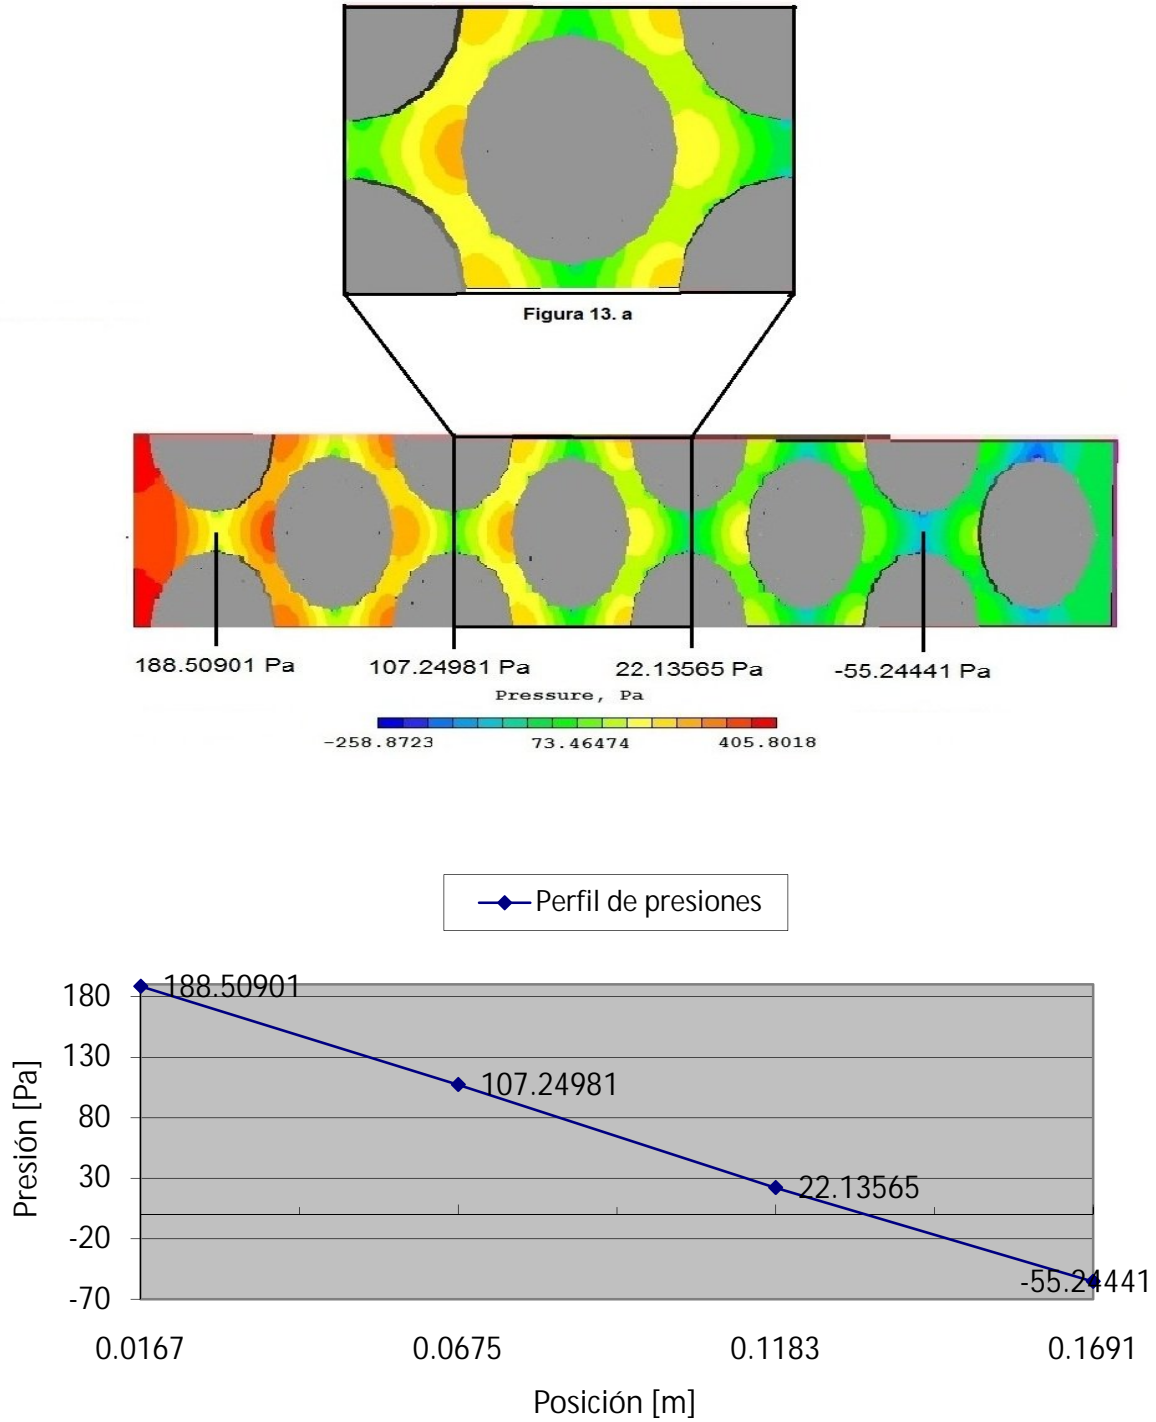 Figura 13. a
188.50901 Pa 107.24981 Pa 22.13565 Pa -55.24441 Pa
Pressure, Pa
-258.8723 73.46474 405.8018
Perfil de presiones
188.50901
180
130
107.24981
80
30
22.13565
-20
-55.24441
-70
Presión [Pa]
0.0167 0.0675 0.1183 0.1691
Posición [m]